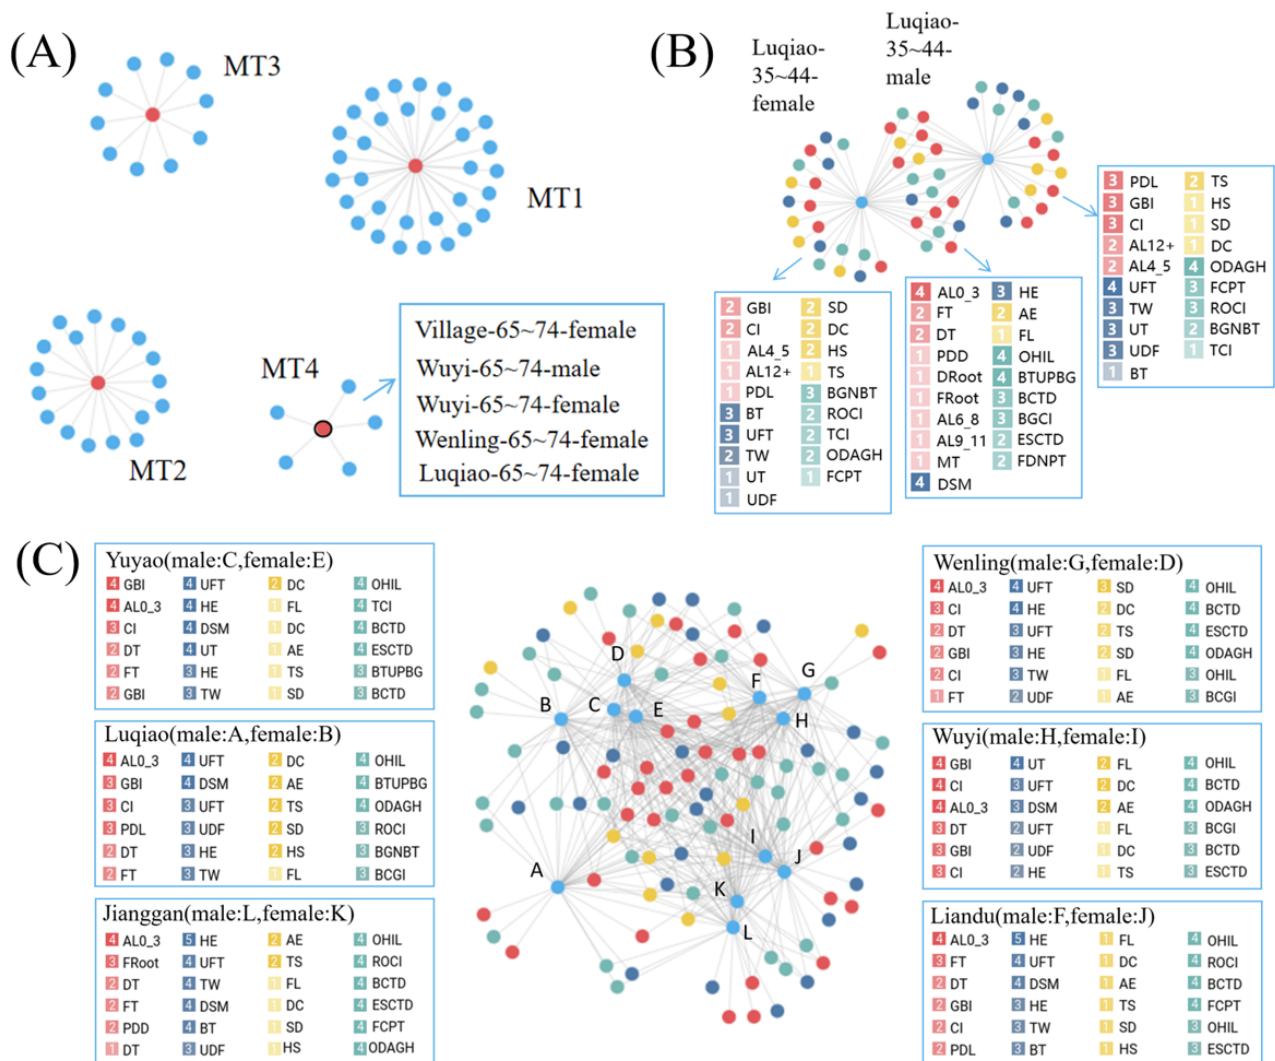 (A)
MT3
MT1
MT2
MT4
Village-65~74-female
Wuyi-65~74-male
Wuyi-65~74-female
Wenling-65~74-female
Luqiao-65~74-female
(B)
Luqiao-
35~44-
female
Luqiao-
35~44-
male
2 GBI 2 SD
2 CI 2 DC
1 AL4_5 2 HS
1 AL12+ 1 TS
1 PDL 3 BGNBT
3 BT 2 ROCI
3 UFT 2 TCI
2 TW 2 ODAGH
1 UT 1 FCPT
1 UDF
4 AL0_3 3 HE
2 FT 2 AE
2 DT 1 FL
1 PDD 4 OHIL
1 DRoot 4 BTUPBG
1 FRoot 3 BCTD
1 AL6_8 3 BGCI
1 AL9_11 2 ESCTD
1 MT 2 FDNPT
4 DSM
3 PDL 2 TS
3 GBI 1 HS
3 CI 1 SD
2 AL12+ 1 DC
2 AL4_5 4 ODAGH
4 UFT 3 FCPT
3 TW 3 ROCI
3 UT 2 BGNBT
3 UDF 1 TCI
1 BT
(C)
Yuyao(male:C,female:E)
4 GBI 4 UFT 2 DC 4 OHIL
4 AL0_3 4 HE 1 FL 4 TCI
3 CI 4 DSM 1 DC 4 BCTD
2 DT 4 UT 1 AE 4 ESCTD
2 FT 3 HE 1 TS 3 BTUPBG
2 GBI 3 TW 1 SD 3 BCTD
Luqiao(male:A,female:B)
4 AL0_3 4 UFT 2 DC 4 OHIL
3 GBI 4 DSM 2 AE 4 BTUPBG
3 CI 3 UFT 2 TS 4 ODAGH
3 PDL 3 UDF 2 SD 3 ROCI
2 DT 3 HE 2 HS 3 BGNBT
2 FT 3 TW 1 FL 3 BCGI
Jianggan(male:L,female:K)
4 AL0_3 5 HE 2 AE 4 OHIL
3 FRoot 4 UFT 2 TS 4 ROCI
2 DT 4 TW 1 FL 4 BCTD
2 FT 4 DSM 1 DC 4 ESCTD
2 PDD 4 BT 1 SD 4 FCPT
1 DT 3 UDF 1 HS 4 ODAGH
D
B
C
E
F
G
H
A
I
J
K
L
Wenling(male:G,female:D)
4 AL0_3 4 UFT 3 SD 4 OHIL
3 CI 4 HE 2 DC 4 BCTD
2 DT 3 UFT 2 TS 4 ESCTD
2 GBI 3 HE 2 SD 4 ODAGH
2 CI 3 TW 1 FL 3 OHIL
1 FT 2 UDF 1 AE 3 BCGI
Wuyi(male:H,female:I)
4 GBI 4 UT 2 FL 4 OHIL
4 CI 3 UFT 2 DC 4 BCTD
4 AL0_3 3 DSM 2 AE 4 ODAGH
3 DT 2 UFT 1 FL 3 BCGI
3 GBI 2 UDF 1 DC 3 BCTD
3 CI 2 HE 1 TS 3 ESCTD
Liandu(male:F,female:J)
4 AL0_3 5 HE 1 FL 4 OHIL
3 FT 4 UFT 1 DC 4 ROCI
2 DT 4 DSM 1 AE 4 BCTD
2 GBI 3 HE 1 TS 4 FCPT
2 CI 3 TW 1 SD 3 OHIL
2 PDL 3 BT 1 HS 3 ESCTD